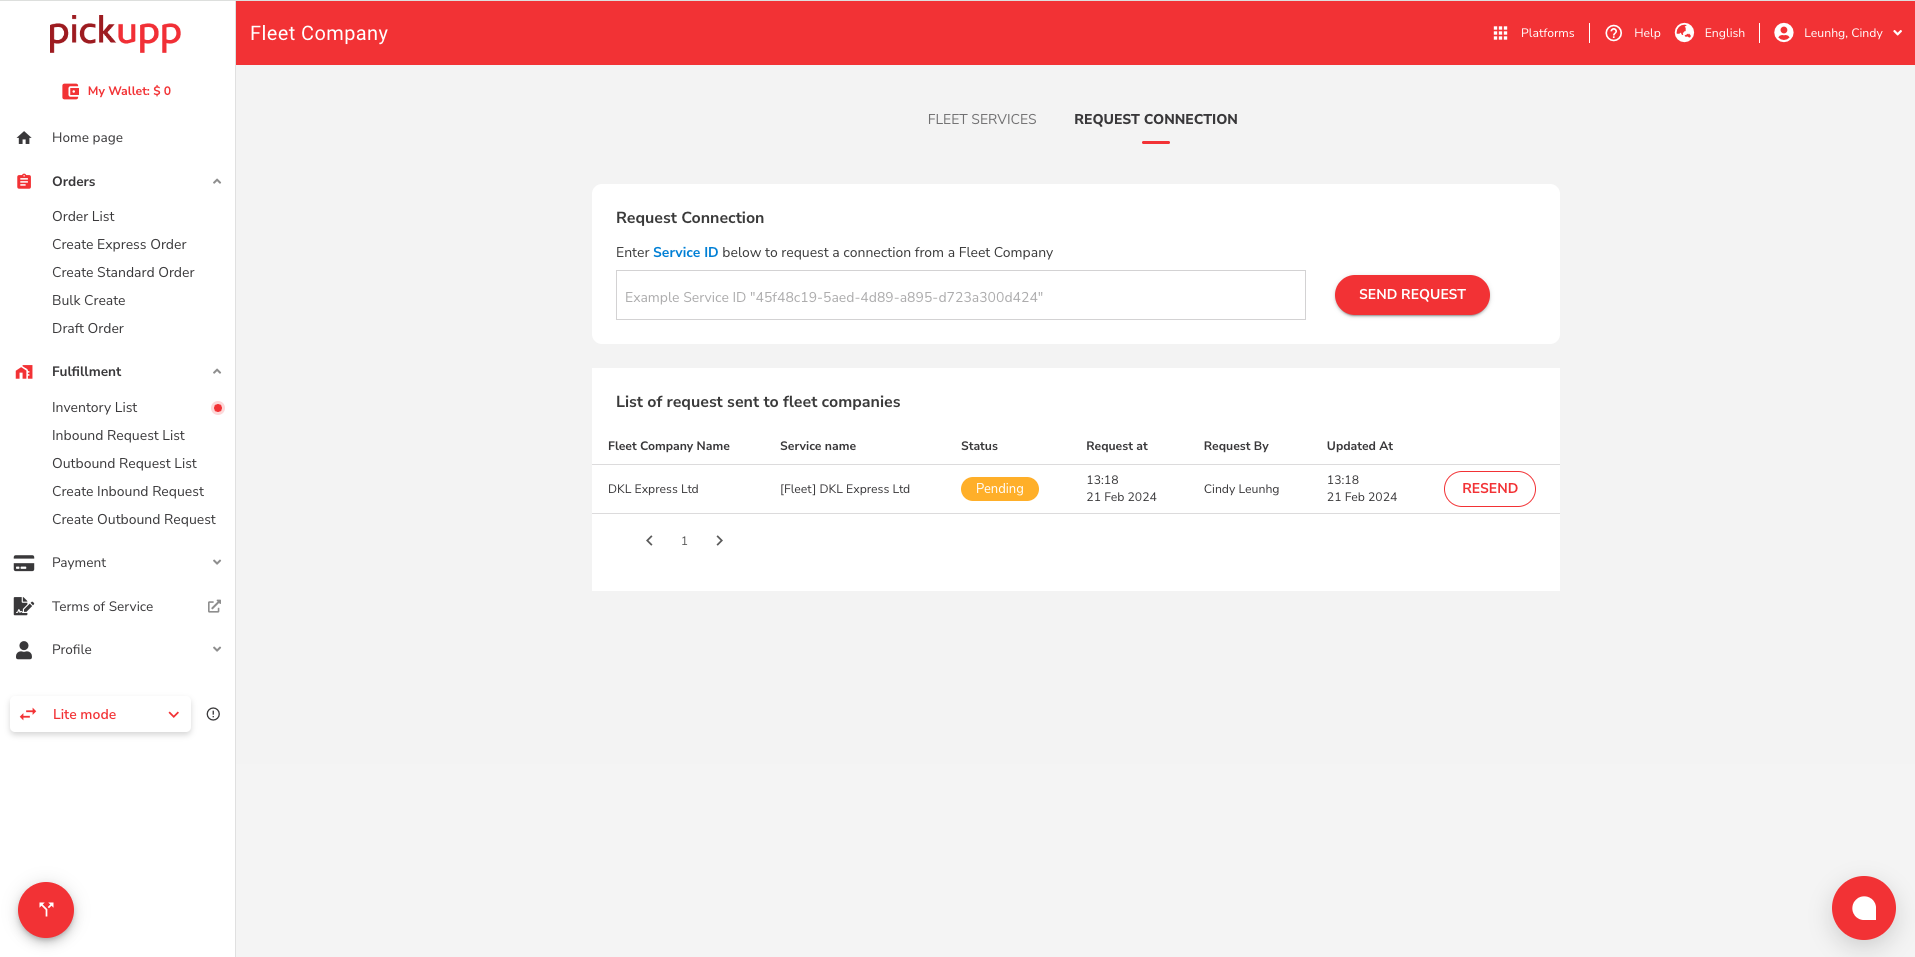 pickupp
My Wallet: $ 0
Home page
Orders
Order List
Create Express Order
Create Standard Order
Bulk Create
Draft Order
Fulfillment
Inventory List
Inbound Request List
Outbound Request List
Create Inbound Request
Create Outbound Request
Payment
Terms of Service
Profile
Lite mode
Fleet Company
Platforms
Help
English
Leunhg, Cindy
FLEET SERVICES
REQUEST CONNECTION
Request Connection
Enter Service ID below to request a connection from a Fleet Company
Example Service ID "45f48c19-5aed-4d89-a895-d723a300d424"
SEND REQUEST
List of request sent to fleet companies
Fleet Company Name Service name Status Request at Request By Updated At
DKL Express Ltd [Fleet] DKL Express Ltd Pending 13:18 21 Feb 2024 Cindy Leunhg 13:18 21 Feb 2024 RESEND
1